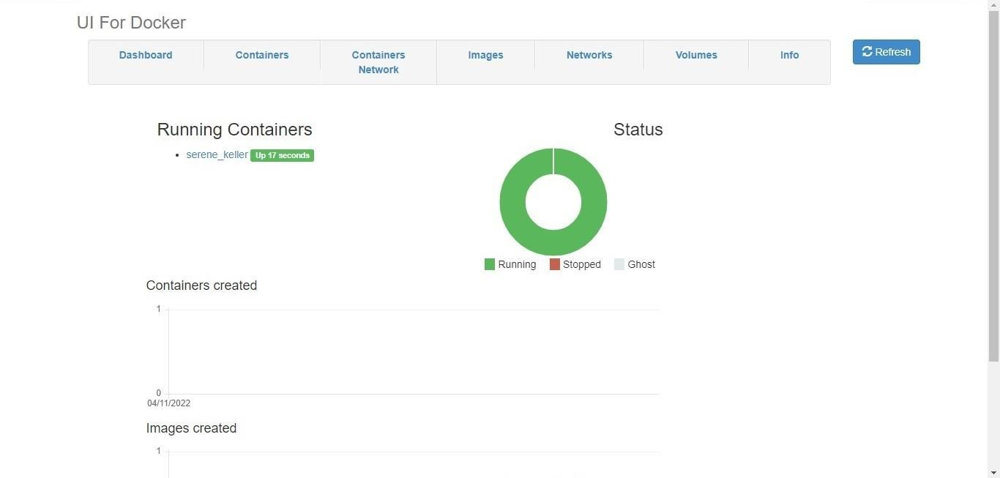 UI For Docker
Dashboard
Containers
Containers
Network
Images
Networks
Volumes
Info
Refresh
Running Containers
serene_keller Up 17 seconds
Status
Running Stopped Ghost
Containers created
1
0
04/11/2022
Images created
1